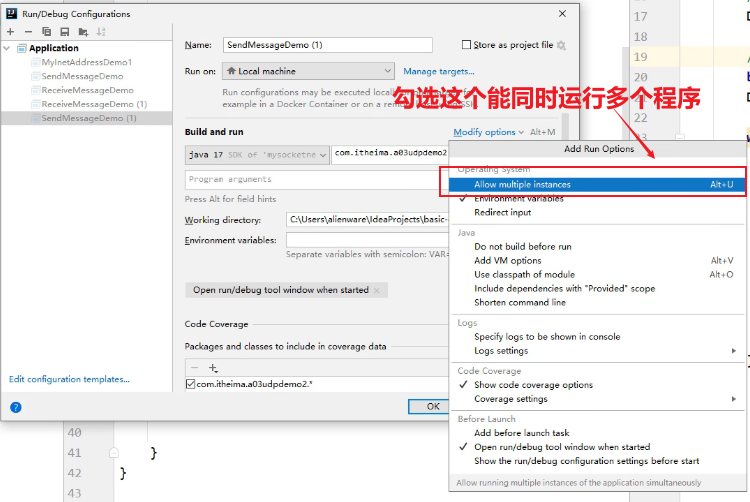 Run/Debug Configurations
Application
MyInetAddressDemo1
SendMessageDemo
ReceiveMessageDemo
ReceiveMessageDemo (1)
SendMessageDemo (1)
Edit configuration templates...
Name: SendMessageDemo (1)
Store as project file
Run on: Local machine
Manage targets...
Run configurations may be executed locally
example in a Docker Container or on a remo
SSH.
勾选这个能同时运行多个程序
Build and run
Modify options Alt+M
java 17 SDK of 'mysocketne
com.itheima.a03udpdemo2
Program arguments
Press Alt for field hints
Working directory: C:\Users\alienware\IdeaProjects\basic-
Environment variables:
Separate variables with semicolon: VAR=
Open run/debug tool window when started
Code Coverage
Packages and classes to include in coverage data
com.itheima.a03udpdemo2.*
OK
Add Run Options
Operating System
Allow multiple instances Alt+U
Environment variables
Redirect input
Java
Do not build before run
Add VM options Alt+V
Use classpath of module Alt+O
Include dependencies with "Provided" scope
Shorten command line
Logs
Specify logs to be shown in console
Logs settings
Code Coverage
Show code coverage options
Coverage settings
Before Launch
Add before launch task
Open run/debug tool window when started
Show the run/debug configuration settings before start
Allow running multiple instances of the application simultaneously
17
18
19
20
21
22
23
40
41 }
42 }
43